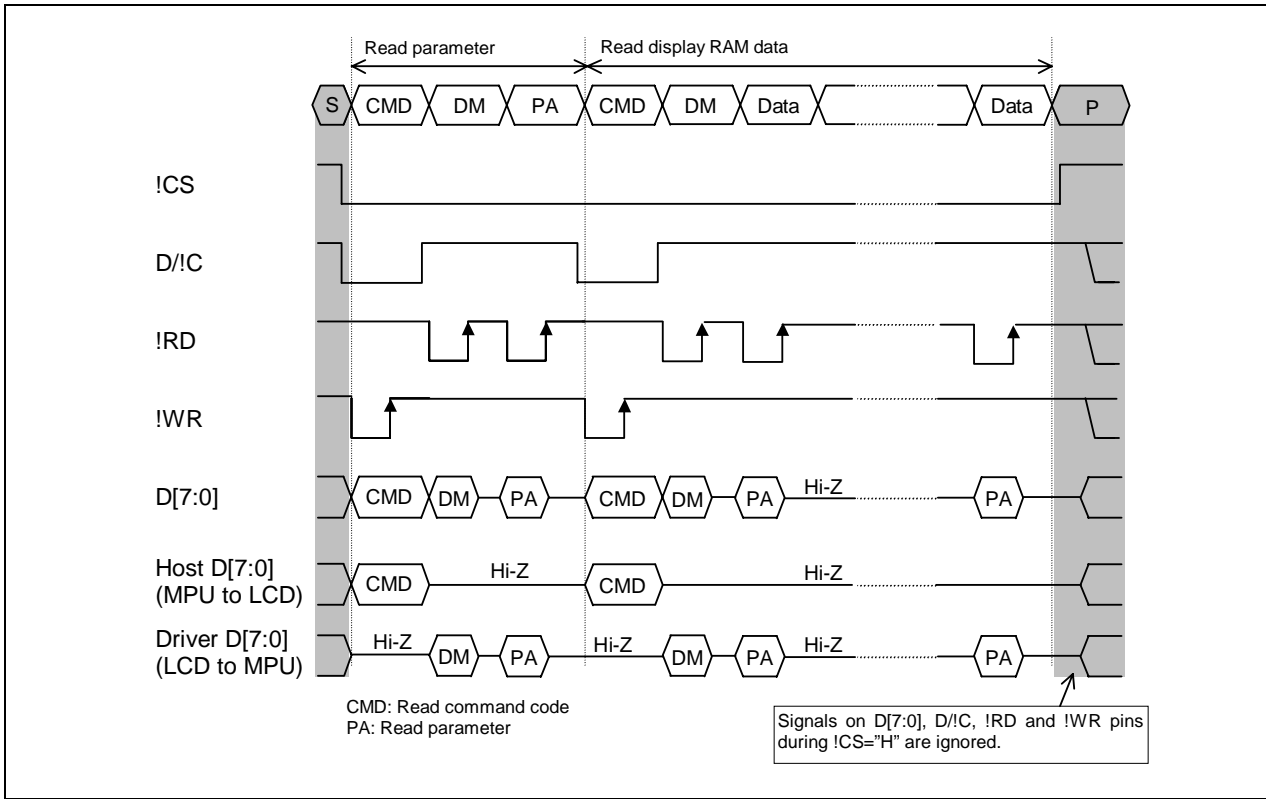 Read parameter Read display RAM data
S CMD DM PA CMD DM Data Data P
!CS
D/!C
!RD
!WR
D[7:0] CMD DM PA CMD DM PA Hi-Z PA
Host D[7:0]
(MPU to LCD) CMD Hi-Z CMD Hi-Z
Driver D[7:0]
(LCD to MPU) Hi-Z DM PA Hi-Z DM PA Hi-Z PA
CMD: Read command code
PA: Read parameter
Signals on D[7:0], D/!C, !RD and !WR pins
during !CS=”H” are ignored.